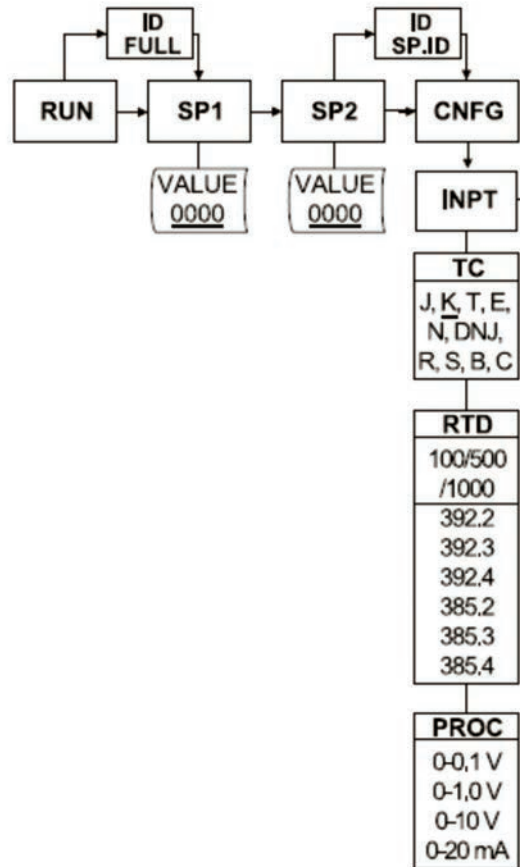 ID
FULL
ID
SP.ID
RUN
SP1
SP2
CNFG
VALUE
0000
VALUE
0000
INPT
TC
J, K, T, E,
N, DNJ,
R, S, B, C
RTD
100/500
/1000
392.2
392.3
392.4
385.2
385.3
385.4
PROC
0-0.1 V
0-1.0 V
0-10 V
0-20 mA